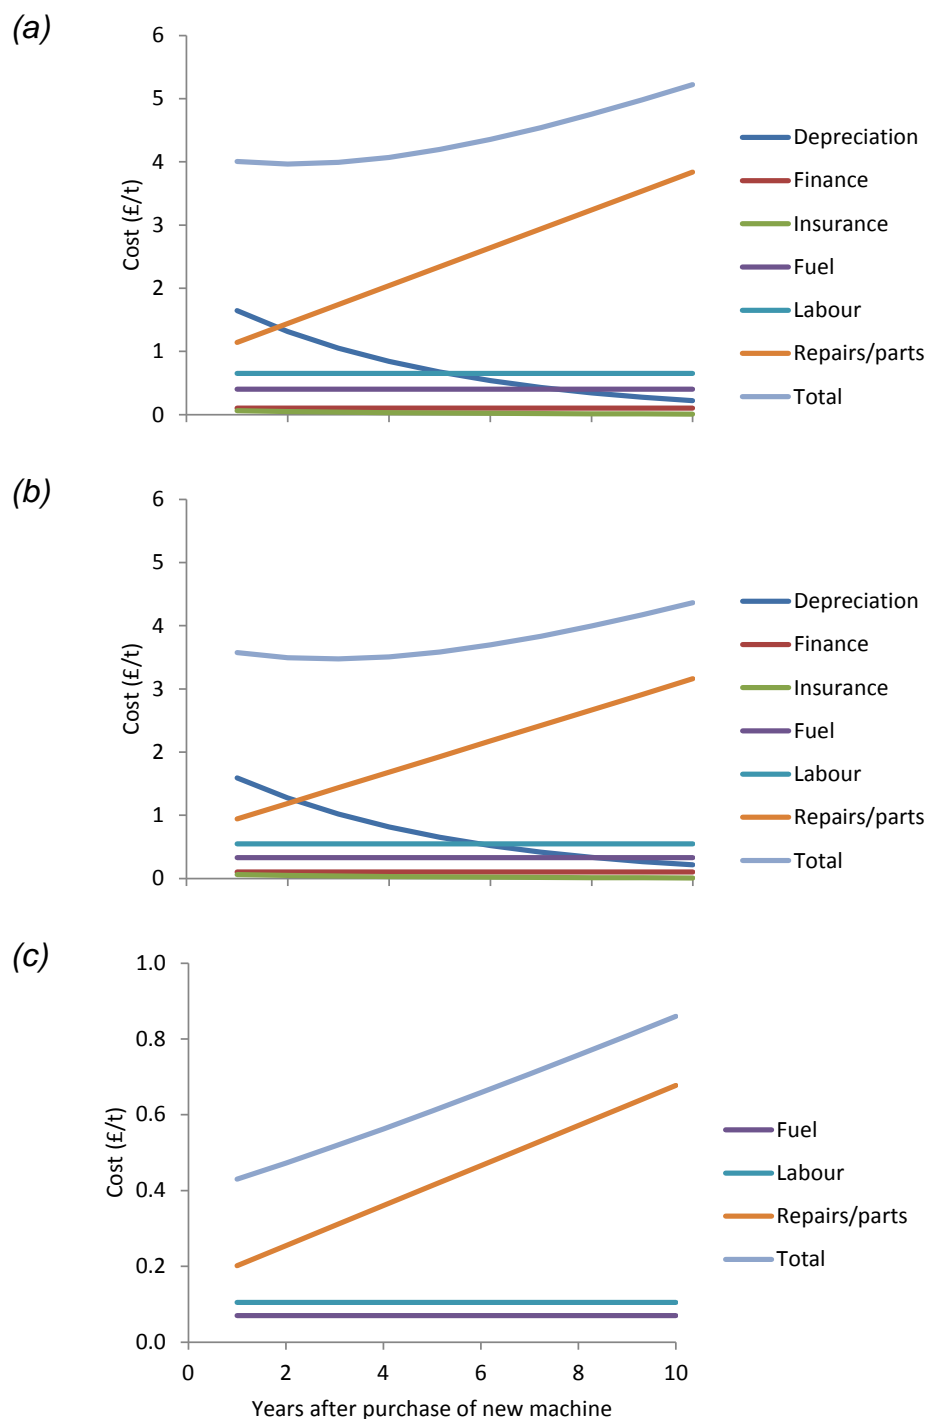 (a)
6
5
4
3
2
1
0
Cost (£/t)
Depreciation
Finance
Insurance
Fuel
Labour
Repairs/parts
Total
(b)
6
5
4
3
2
1
0
Cost (£/t)
Depreciation
Finance
Insurance
Fuel
Labour
Repairs/parts
Total
(c)
1.0
0.8
0.6
0.4
0.2
0.0
Cost (£/t)
Fuel
Labour
Repairs/parts
Total
0 2 4 6 8 10
Years after purchase of new machine